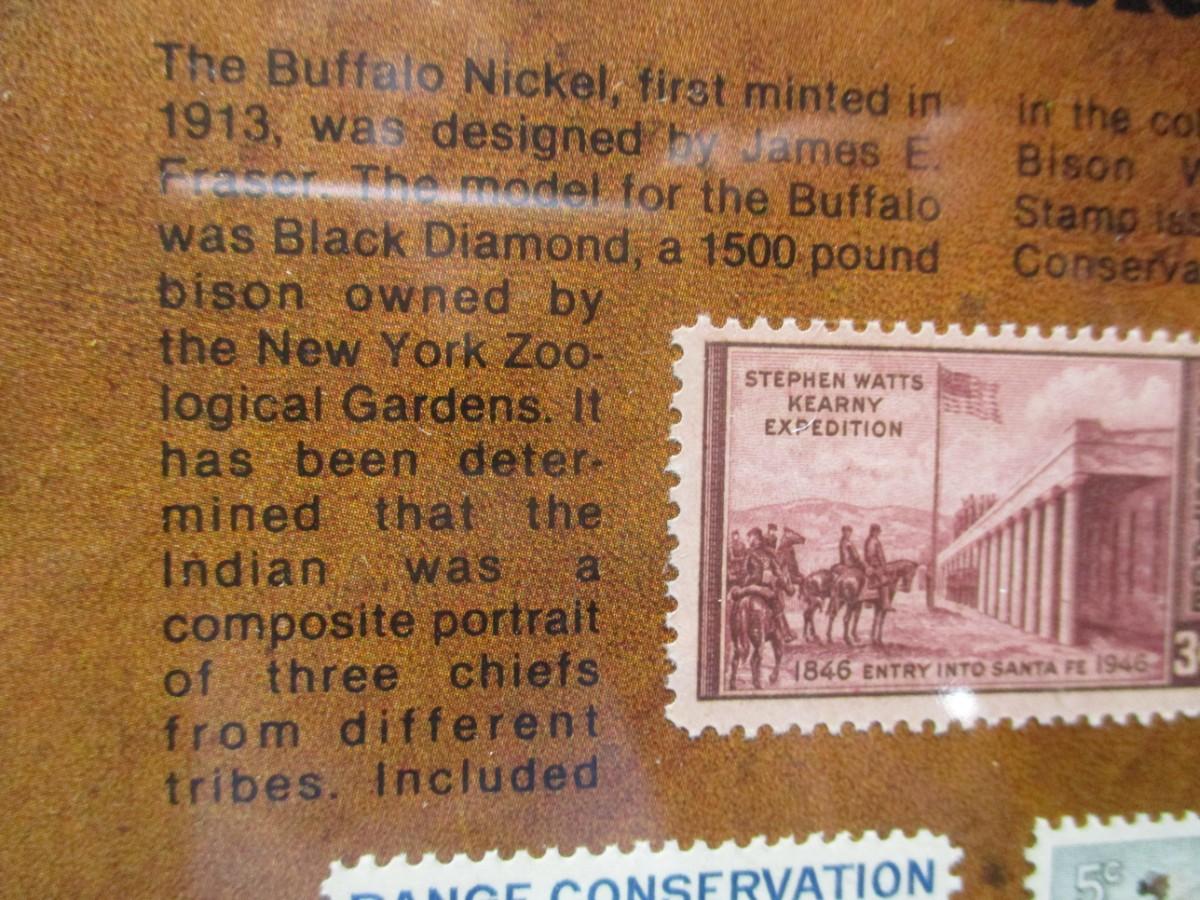 The Buffalo Nickel, first minted in
1913, was designed by James E.
Fraser. The model for the Buffalo
was Black Diamond, a 1500 pound
bison owned by
the New York Zoo-
logical Gardens. It
has been deter-
mined that the
Indian was a
composite portrait
of three chiefs
from different
tribes. Included
in the
Bison
Stamp
STEPHEN WATTS
KEARNY
EXPEDITION
1846 ENTRY INTO SANTA FE 1946
3
RANGE CONSERVATION
5¢